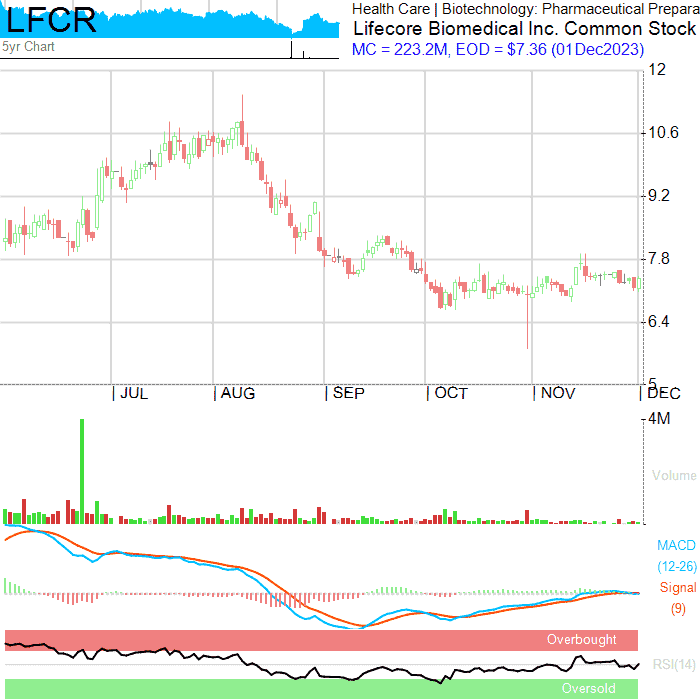 LFCR
5yr Chart
Health Care | Biotechnology: Pharmaceutical Prepara
Lifecore Biomedical Inc. Common Stock
MC = 223.2M, EOD = $7.36 (01Dec2023)
12
10.6
9.2
7.8
6.4
5
| JUL | AUG | SEP | OCT | NOV | DEC
4M
Volume
MACD
(12-26)
Signal
(9)
Overbought
RSI(14)
Oversold